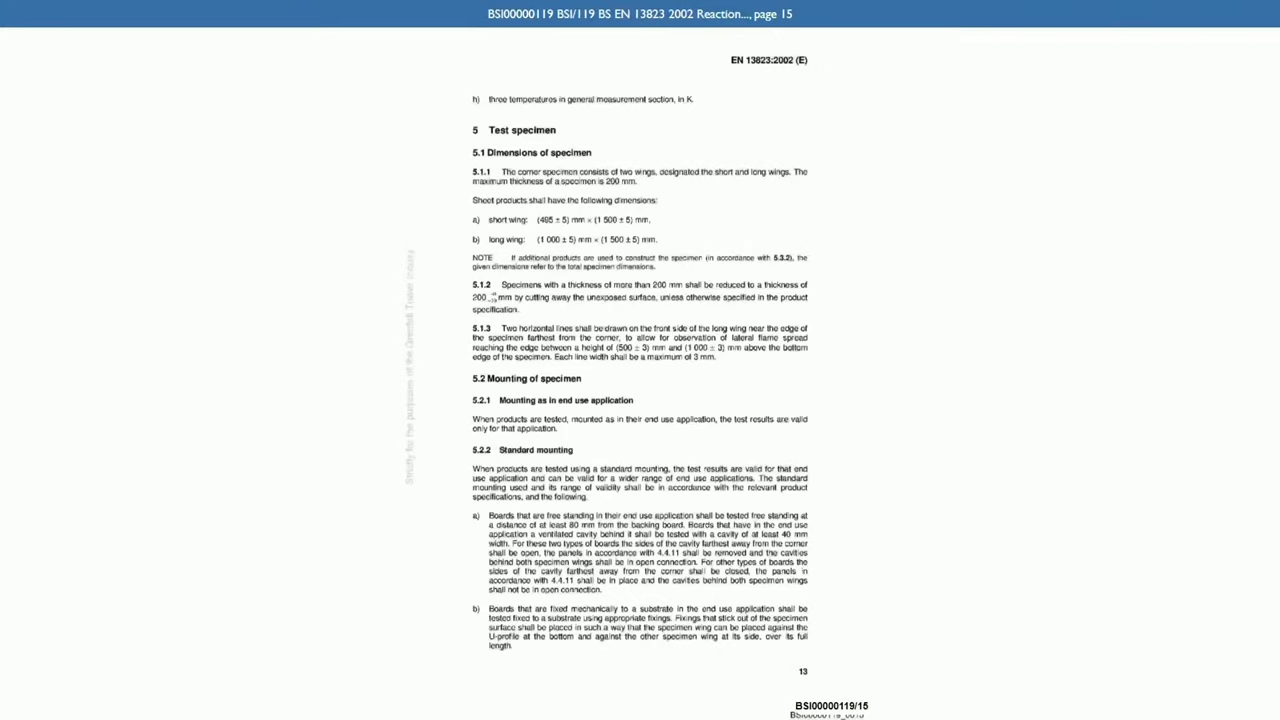 BSI00000119 BSI/119 BS EN 13823 2002 Reaction..., page 15
EN 13823:2002 (E)
h) three temperatures in general measurement section, in K.
5 Test specimen
5.1 Dimensions of specimen
5.1.1 The corner specimen consists of two wings, designated the short and long wings. The
maximum thickness of a specimen is 200 mm.
Sheet products shall have the following dimensions:
a) short wing: (495 ± 5) mm × (1 500 ± 5) mm,
b) long wing: (1 000 ± 5) mm × (1 500 ± 5) mm.
NOTE If additional products are used to construct the specimen (in accordance with 5.3.2), the
given dimensions refer to the total specimen dimensions.
5.1.2 Specimens with a thickness of more than 200 mm shall be reduced to a thickness of
200 mm by cutting away the unexposed surface, unless otherwise specified in the product
specification.
5.1.3 Two horizontal lines shall be drawn on the front side of the long wing near the edge of
the specimen farthest from the corner, to allow for observation of lateral flame spread
reaching the edge between a height of (500 ± 3) mm and (1 000 ± 3) mm above the bottom
edge of the specimen. Each line width shall be a maximum of 3 mm.
5.2 Mounting of specimen
5.2.1 Mounting as in end use application
When products are tested, mounted as in their end use application, the test results are valid
only for that application.
5.2.2 Standard mounting
When products are tested using a standard mounting, the test results are valid for that end
use application and can be valid for a wider range of end use applications. The standard
mounting used and its range of validity shall be in accordance with the relevant product
specifications, and the following.
a) Boards that are free standing in their end use application shall be tested free standing at
a distance of at least 80 mm from the backing board. Boards that have in the end use
application a ventilated cavity behind it shall be tested with a cavity of at least 40 mm
width. For these two types of boards the sides of the cavity farthest away from the corner
shall be open, the panels in accordance with 4.4.11 shall be removed and the cavities
behind both specimen wings shall be in open connection. For other types of boards the
sides of the cavity farthest away from the corner shall be closed, the panels in
accordance with 4.4.11 shall be in place and the cavities behind both specimen wings
shall not be in open connection.
b) Boards that are fixed mechanically to a substrate in the end use application shall be
tested fixed to a substrate using appropriate fixings. Fixings that stick out of the specimen
surface shall be placed in such a way that the specimen wing can be placed against the
U-profile at the bottom and against the other specimen wing at its side, over its full
length.
13
Strictly for the purposes of the Grenfell Tower Inquiry
BSI00000119/15
BSI00000119_0015